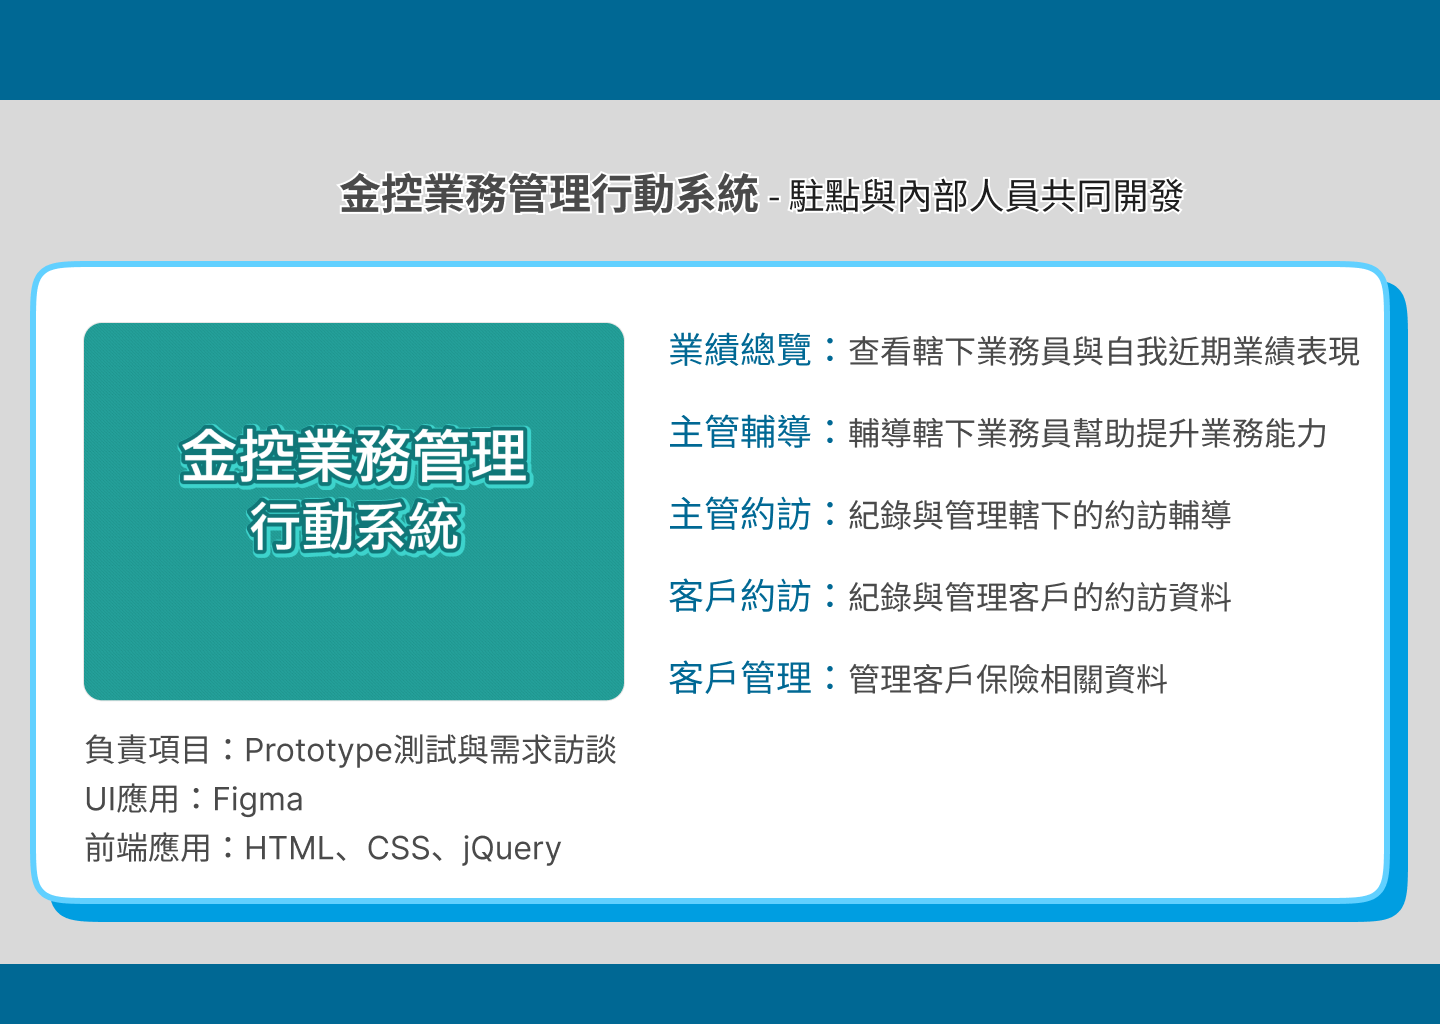 金控業務管理行動系統 - 駐點與內部人員共同開發
金控業務管理
行動系統
負責項目：Prototype測試與需求訪談
UI應用：Figma
前端應用：HTML、CSS、jQuery
業績總覽：查看轄下業務員與自我近期業績表現
主管輔導：輔導轄下業務員幫助提升業務能力
主管約訪：紀錄與管理轄下的約訪輔導
客戶約訪：紀錄與管理客戶的約訪資料
客戶管理：管理客戶保險相關資料